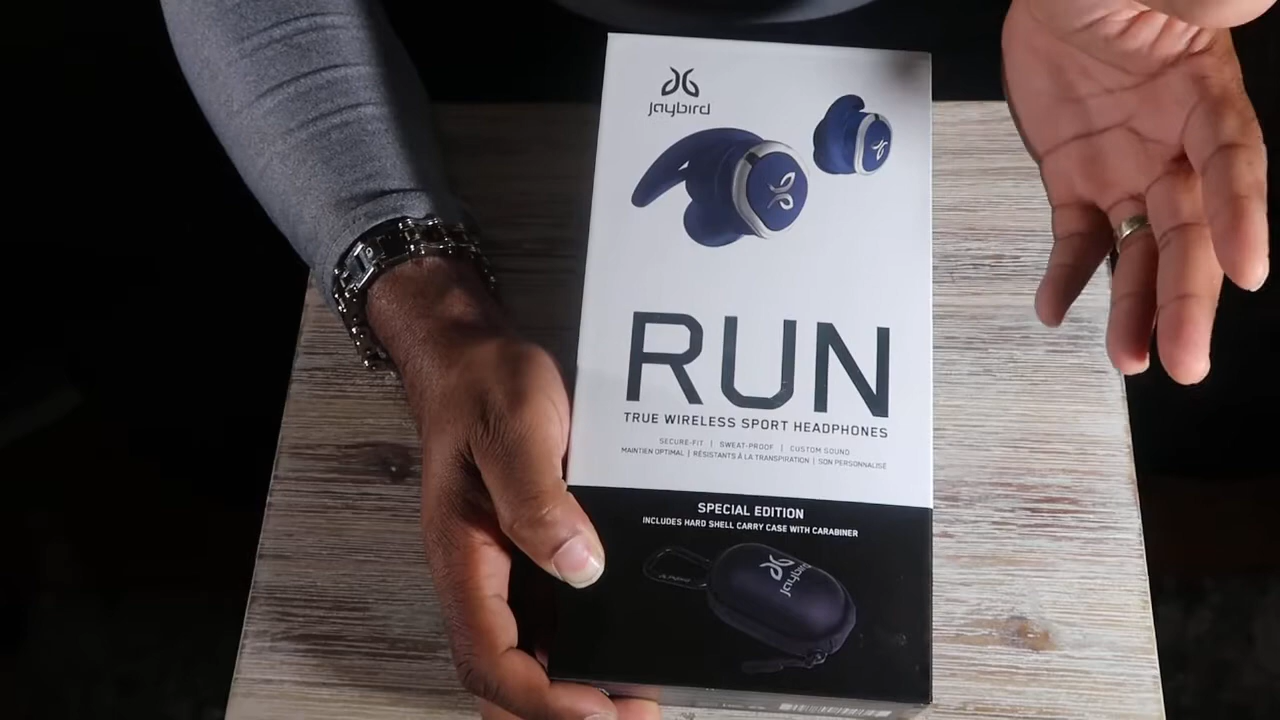 jaybird
RUN
TRUE WIRELESS SPORT HEADPHONES
SECURE-FIT | SWEAT-PROOF | CUSTOM SOUND
MAINTIEN OPTIMAL | RÉSISTANTS À LA TRANSPIRATION | SON PERSONNALISÉ
SPECIAL EDITION
INCLUDES HARD SHELL CARRY CASE WITH CARABINER
jaybird
jaybird